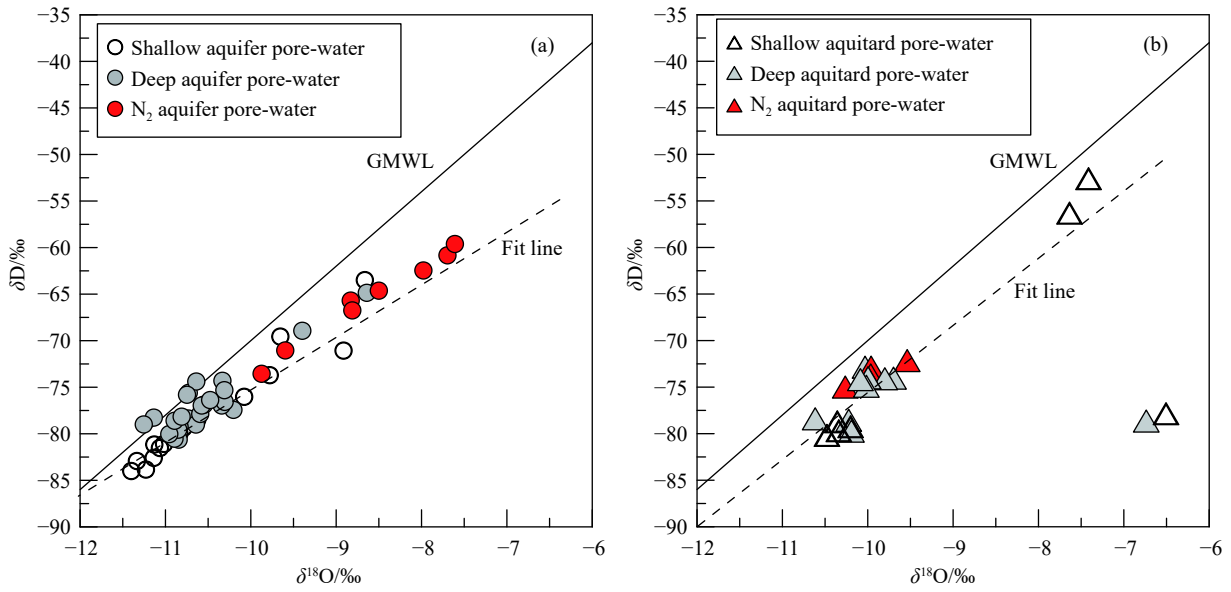 −35
−40
−45
−50
−55
−60
−65
−70
−75
−80
−85
−90
δD/‰
Shallow aquifer pore-water
Deep aquifer pore-water
N₂ aquifer pore-water
(a)
GMWL
Fit line
−12
−11
−10
−9
−8
−7
−6
δ¹⁸O/‰
−35
−40
−45
−50
−55
−60
−65
−70
−75
−80
−85
−90
δD/‰
Shallow aquitard pore-water
Deep aquitard pore-water
N₂ aquitard pore-water
(b)
GMWL
Fit line
−12
−11
−10
−9
−8
−7
−6
δ¹⁸O/‰